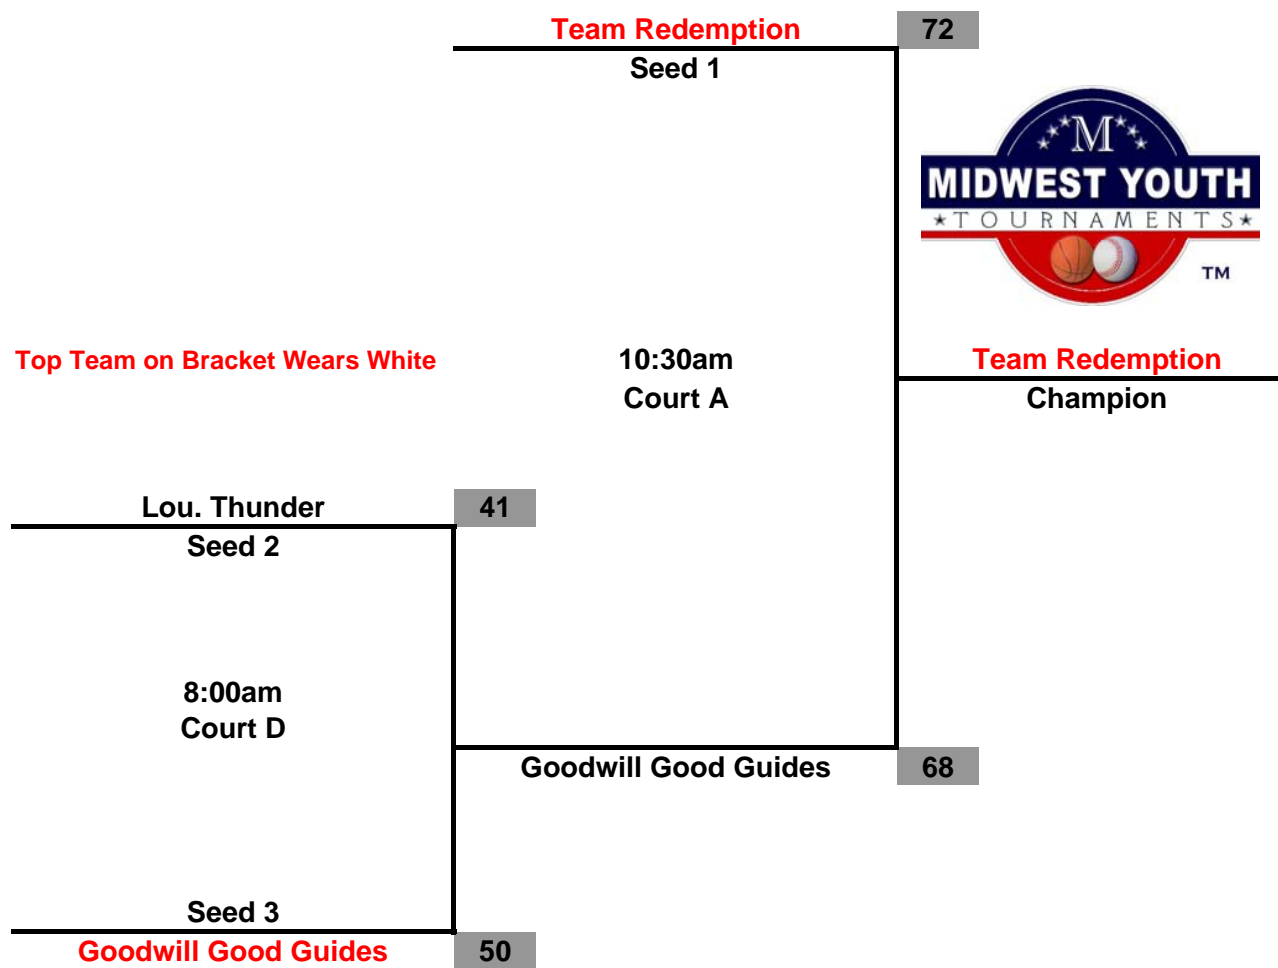 Team Redemption 72
Seed 1
M
MIDWEST YOUTH
★TOURNAMENTS★
TM
Top Team on Bracket Wears White
10:30am
Court A
Team Redemption
Champion
Lou. Thunder 41
Seed 2
8:00am
Court D
Goodwill Good Guides 68
Seed 3
Goodwill Good Guides 50